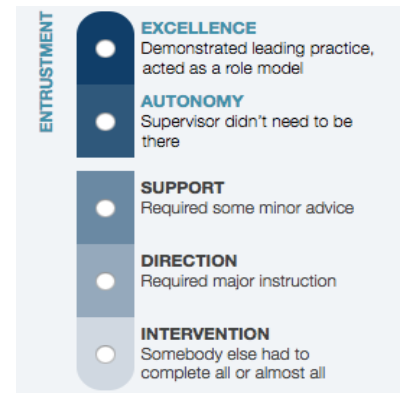 ENTRUSTMENT
EXCELLENCE
Demonstrated leading practice,
acted as a role model
AUTONOMY
Supervisor didn't need to be
there
SUPPORT
Required some minor advice
DIRECTION
Required major instruction
INTERVENTION
Somebody else had to
complete all or almost all